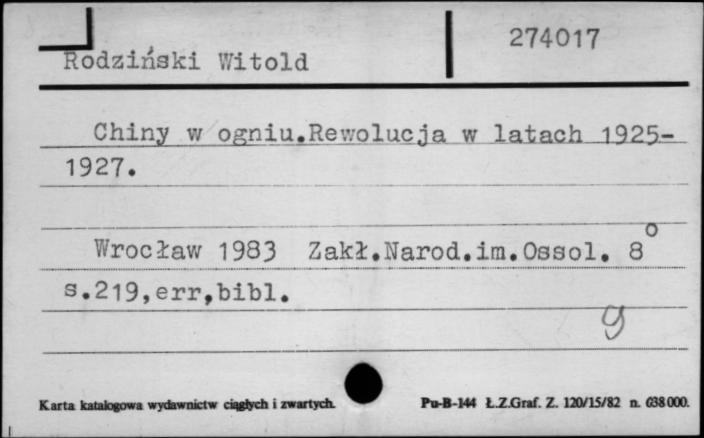 274017
Rodziński Witold
Chiny w ogniu.Rewolucja w latach 1925-
1927.
Wrocław 1983 Zakł.Narod.im.Ossol. 8°
s.219,err,bibl.
g
Karta katalogowa wydawnictw ciągłych i zwartych. Pu-B-144 Ł.Z.Graf. Z. 120/15/82 n. 638000.